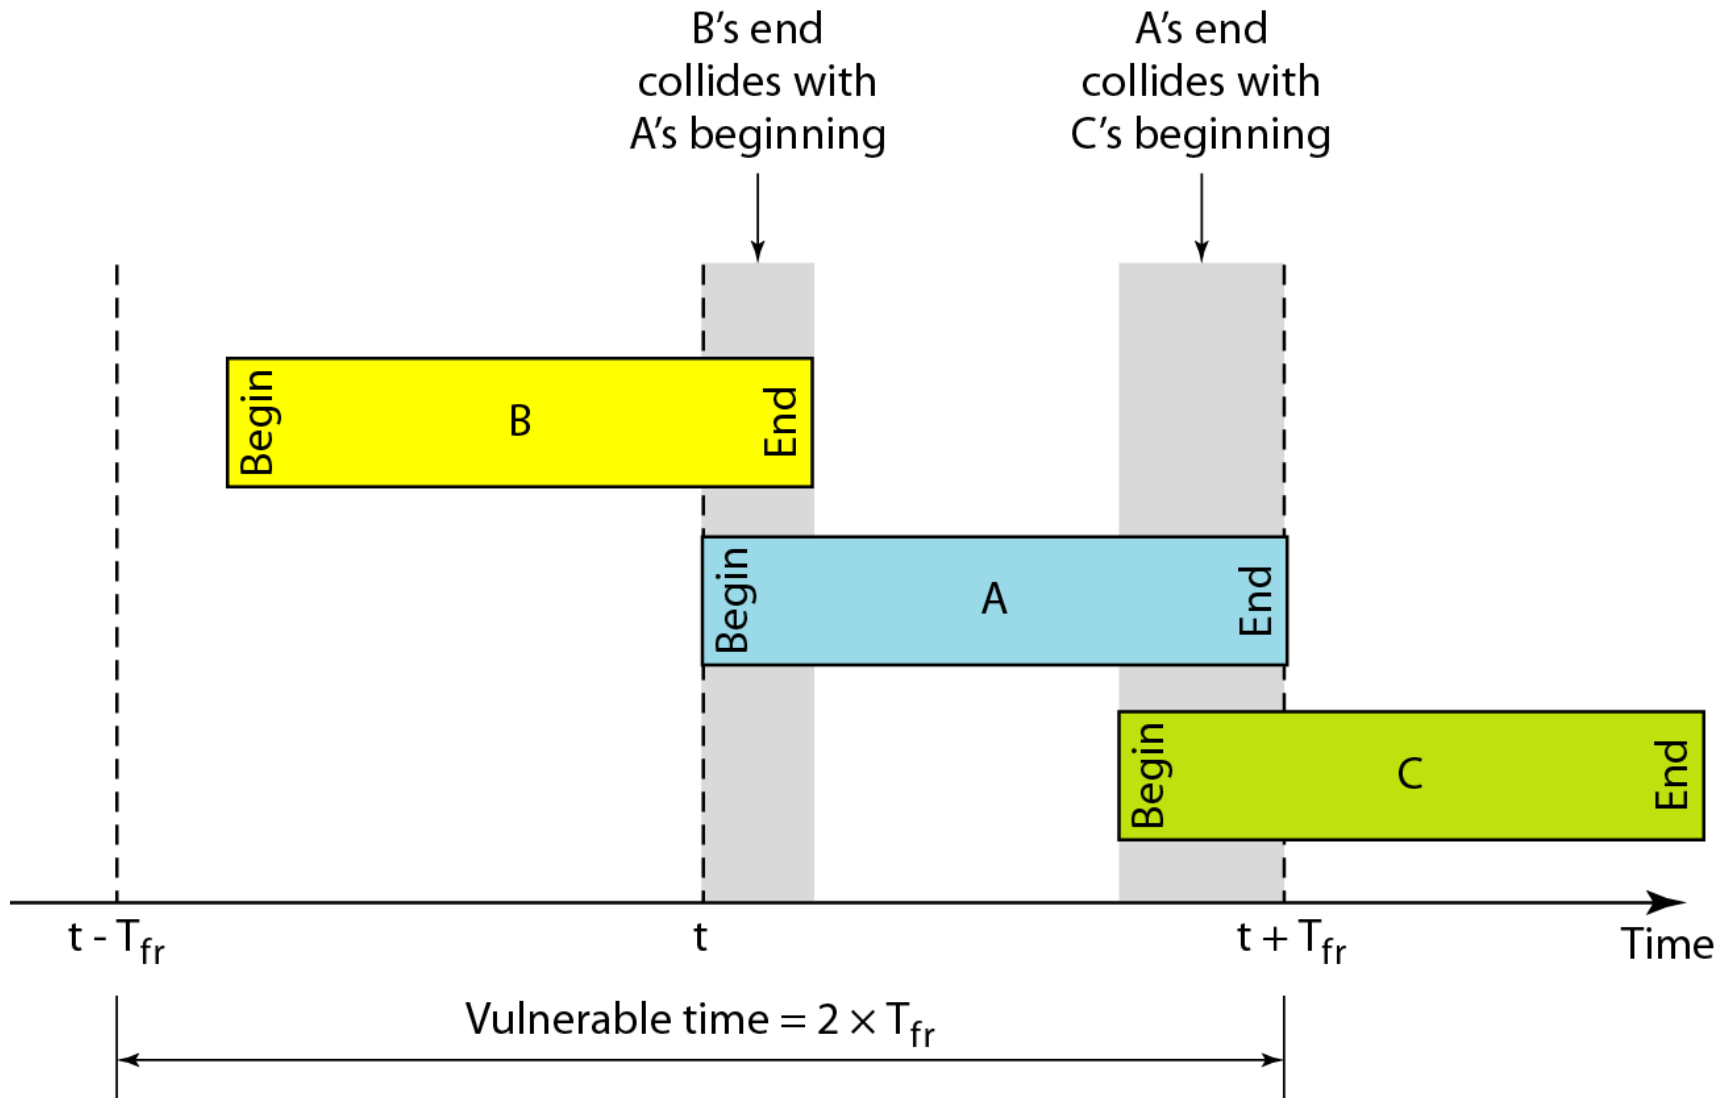 B’s end
collides with
A’s beginning
A’s end
collides with
C’s beginning
Begin
B
End
Begin
A
End
Begin
C
End
t - Tfr
t
t + Tfr
Time
Vulnerable time = 2 × Tfr